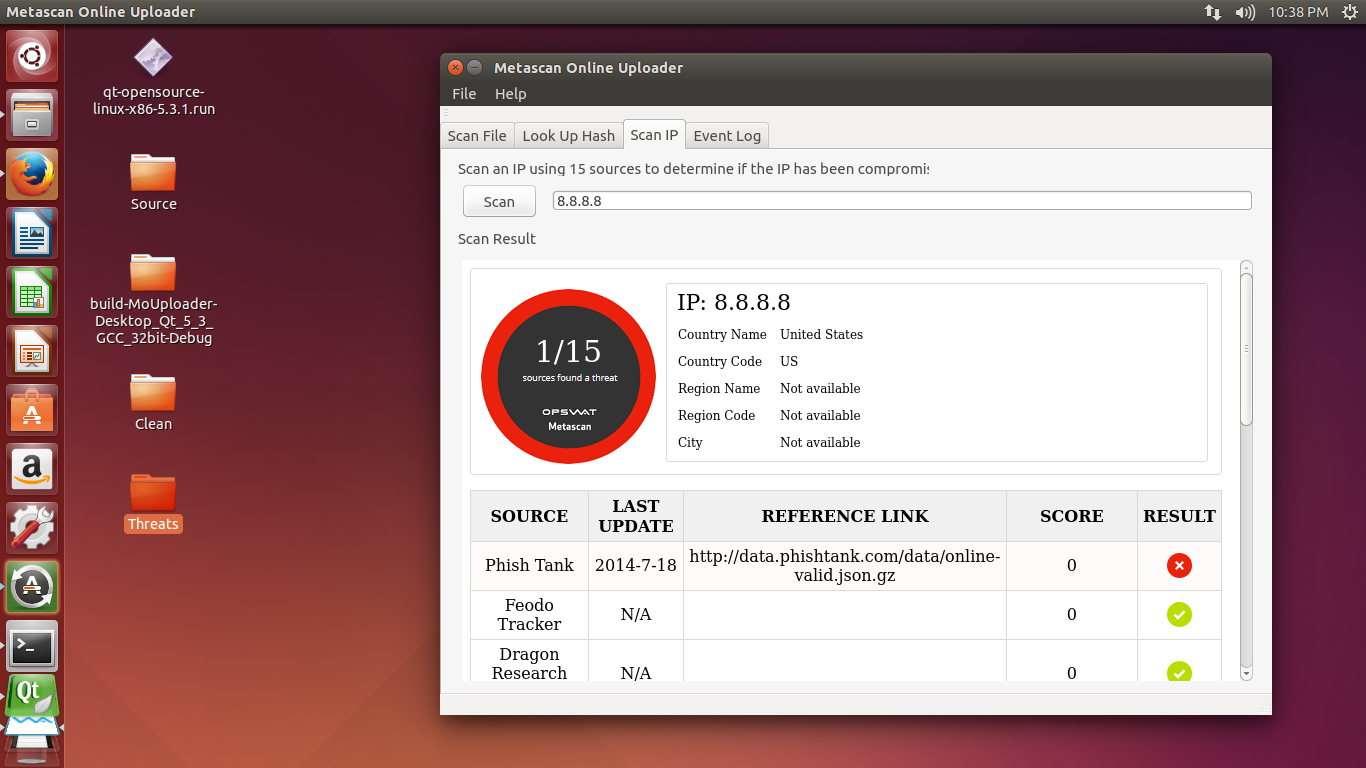 Metascan Online Uploader
10:38 PM
qt-opensource-
linux-x86-5.3.1.run
Source
build-MoUploader-
Desktop_Qt_5_3_
GCC_32bit-Debug
Clean
Threats
Metascan Online Uploader
File Help
Scan File Look Up Hash Scan IP Event Log
Scan an IP using 15 sources to determine if the IP has been compromis
Scan 8.8.8.8
Scan Result
1/15
sources found a threat
OPSWAT
Metascan
IP: 8.8.8.8
Country Name United States
Country Code US
Region Name Not available
Region Code Not available
City Not available
SOURCE LAST UPDATE REFERENCE LINK SCORE RESULT
Phish Tank 2014-7-18 http://data.phishtank.com/data/online-
valid.json.gz 0
Feodo
Tracker N/A 0
Dragon
Research N/A 0
Qt